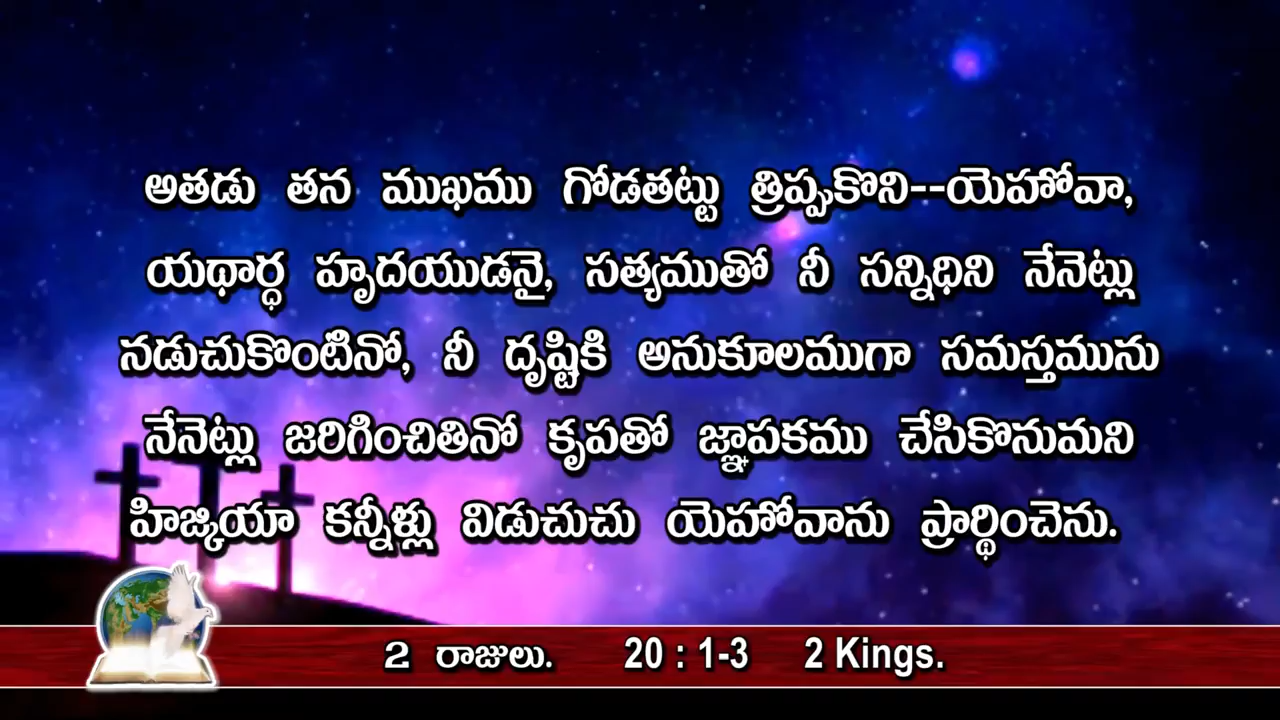 అతడు తన ముఖము గోడతట్టు త్రిప్పుకొని--యెహోవా,
యథార్ధ హృదయుడనై, సత్యముతో నీ సన్నిధిని నేనెట్లు
నడుచుకొంటినో, నీ దృష్టికి అనుకూలముగా సమస్తమును
నేనెట్లు జరిగించితినో కృపతో జ్ఞాపకము చేసికొనుమని
హిజ్కియా కన్నీళ్లు విడుచుచు యెహోవాను ప్రార్థించెను.
2 రాజులు. 20 : 1-3 2 Kings.